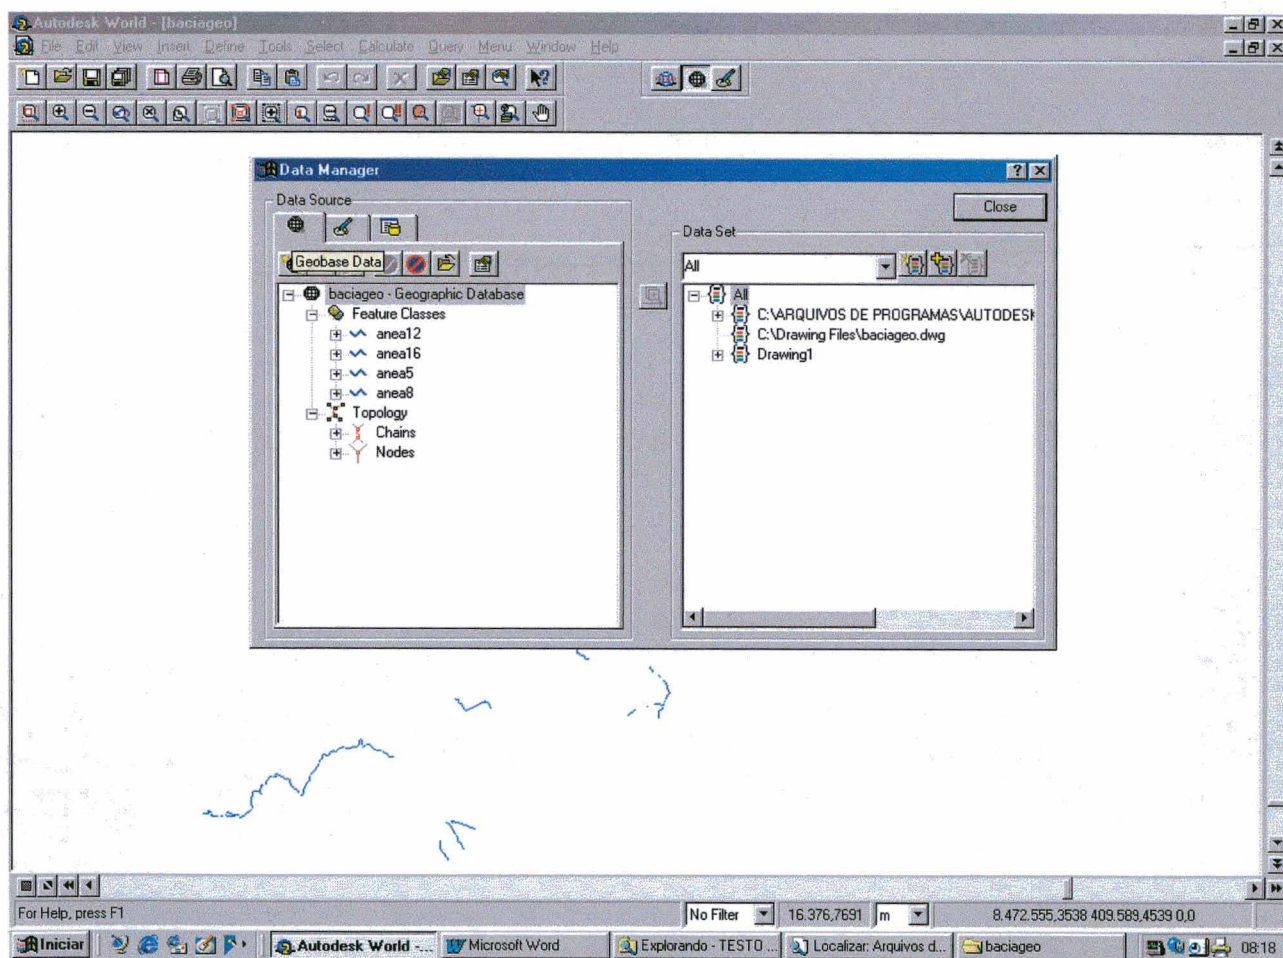 Autodesk World - [baciageo]
File Edit View Insert Define Tools Select Calculate Query Menu Window Help
Data Manager
Data Source
Close
Data Set
Geobase Data
All
baciageo - Geographic Database
Feature Classes
anea12
anea16
anea5
anea8
Topology
Chains
Nodes
All
C:\ARQUIVOS DE PROGRAMAS\AUTODESK
C:\Drawing Files\baciageo.dwg
Drawing1
For Help, press F1
No Filter
16.376,7691
m
8.472.555,3538 409.589,4539 0,0
Iniciar
Autodesk World -...
Microsoft Word
Explorando - TESTO ...
Localizar: Arquivos d...
baciageo
08:18